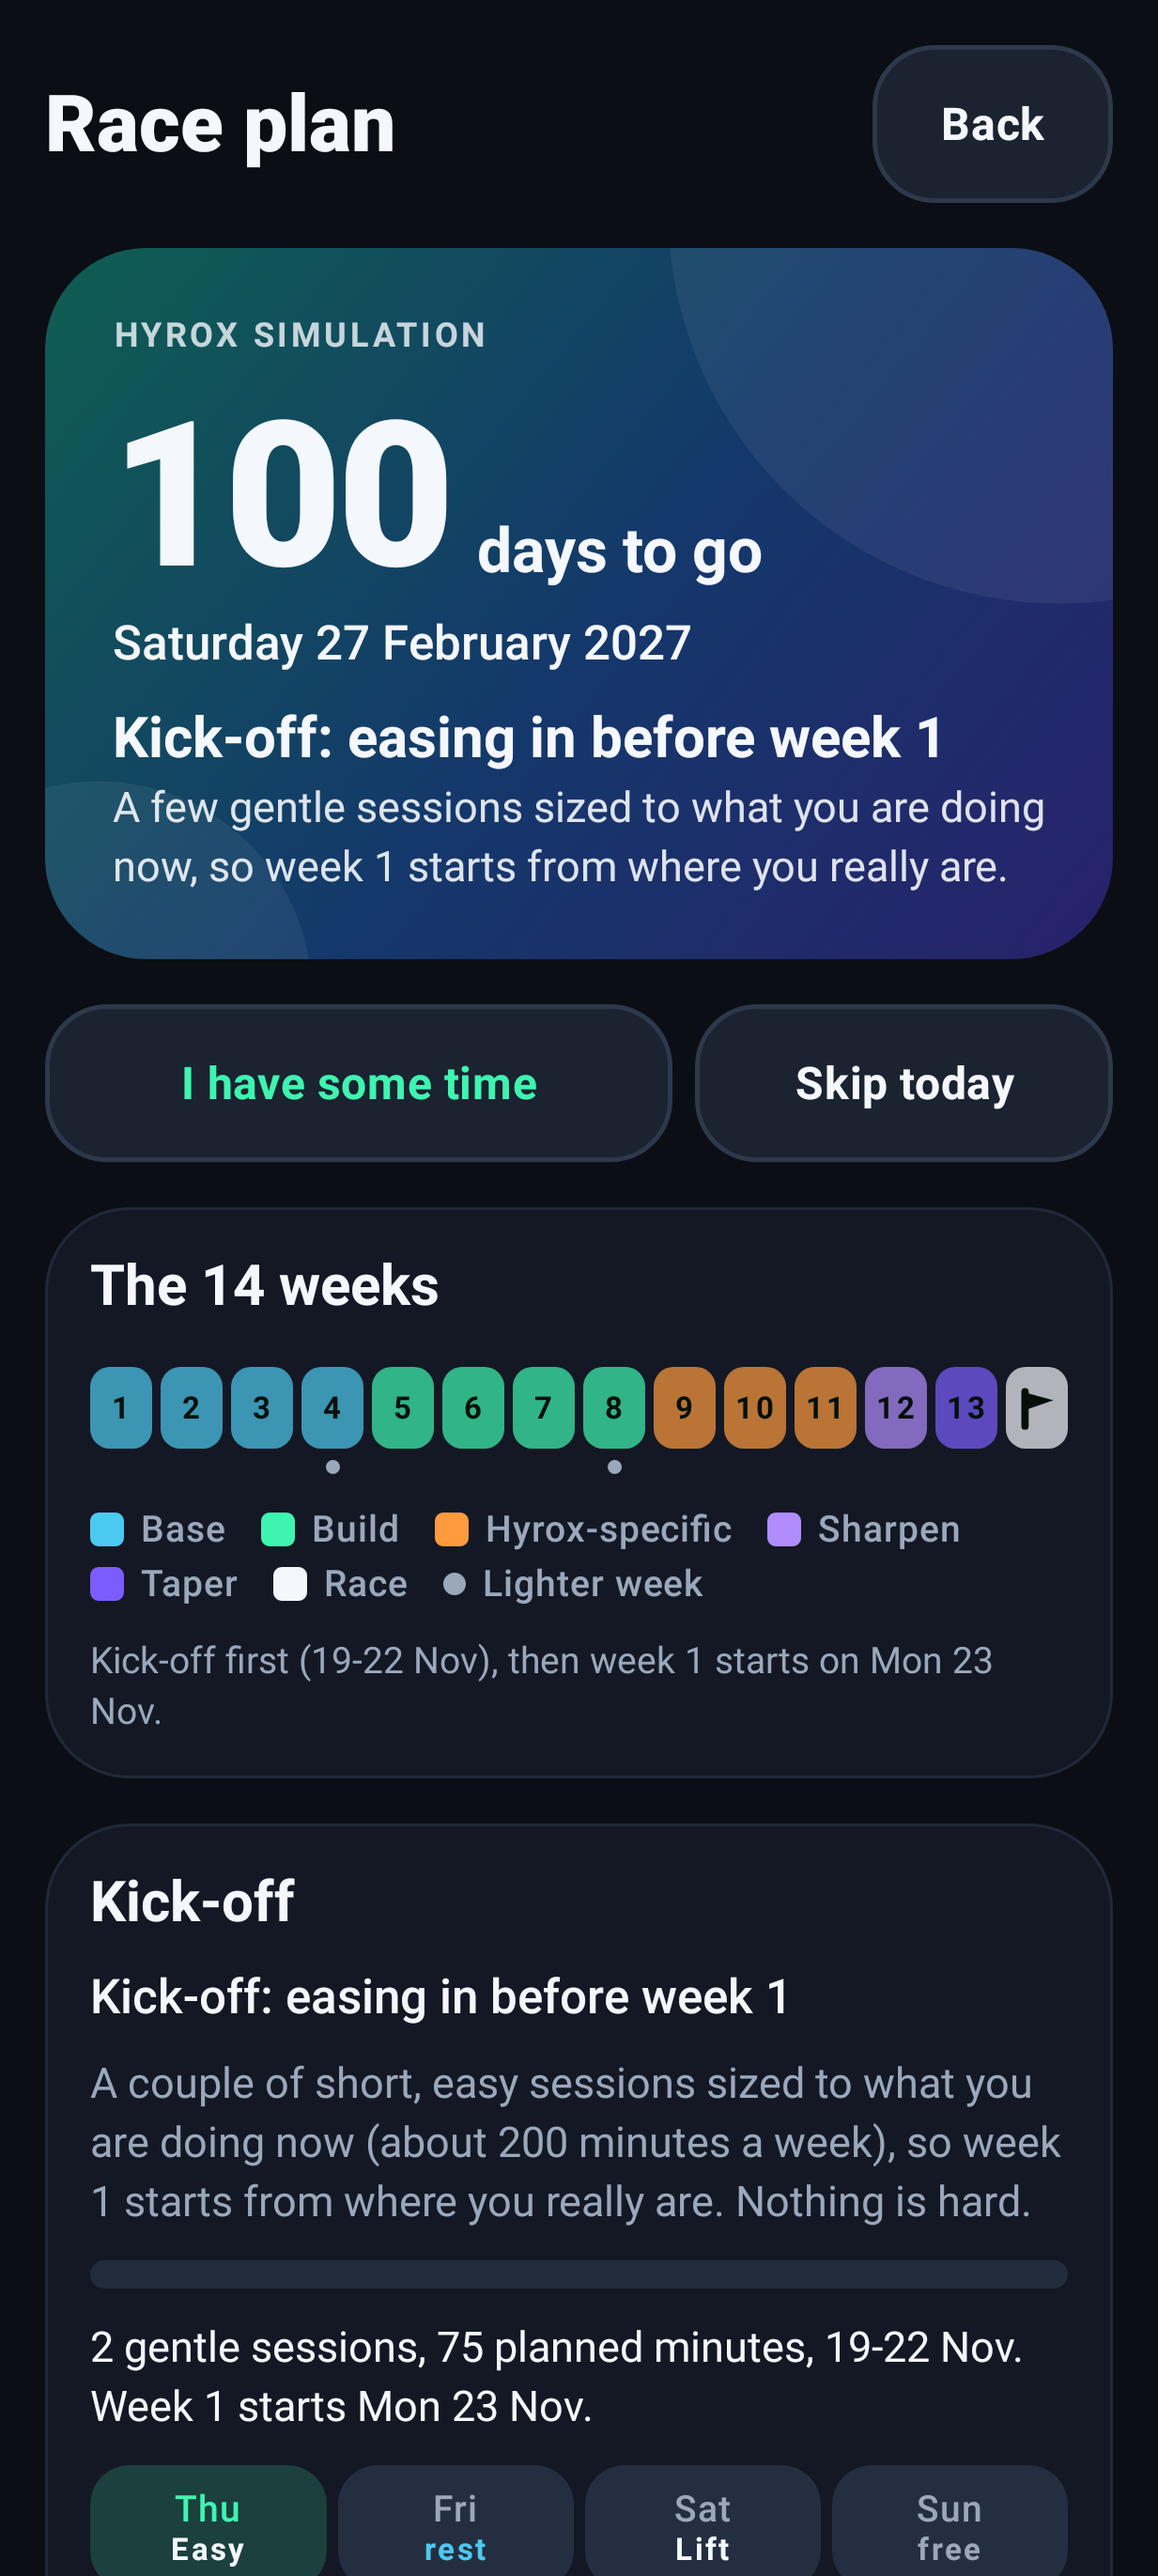 Race plan
Back
HYROX SIMULATION
100 days to go
Saturday 27 February 2027
Kick-off: easing in before week 1
A few gentle sessions sized to what you are doing
now, so week 1 starts from where you really are.
I have some time
Skip today
The 14 weeks
1 2 3 4 5 6 7 8 9 10 11 12 13
Base Build Hyrox-specific Sharpen
Taper Race Lighter week
Kick-off first (19-22 Nov), then week 1 starts on Mon 23
Nov.
Kick-off
Kick-off: easing in before week 1
A couple of short, easy sessions sized to what you
are doing now (about 200 minutes a week), so week
1 starts from where you really are. Nothing is hard.
2 gentle sessions, 75 planned minutes, 19-22 Nov.
Week 1 starts Mon 23 Nov.
Thu Fri Sat Sun
Easy rest Lift free